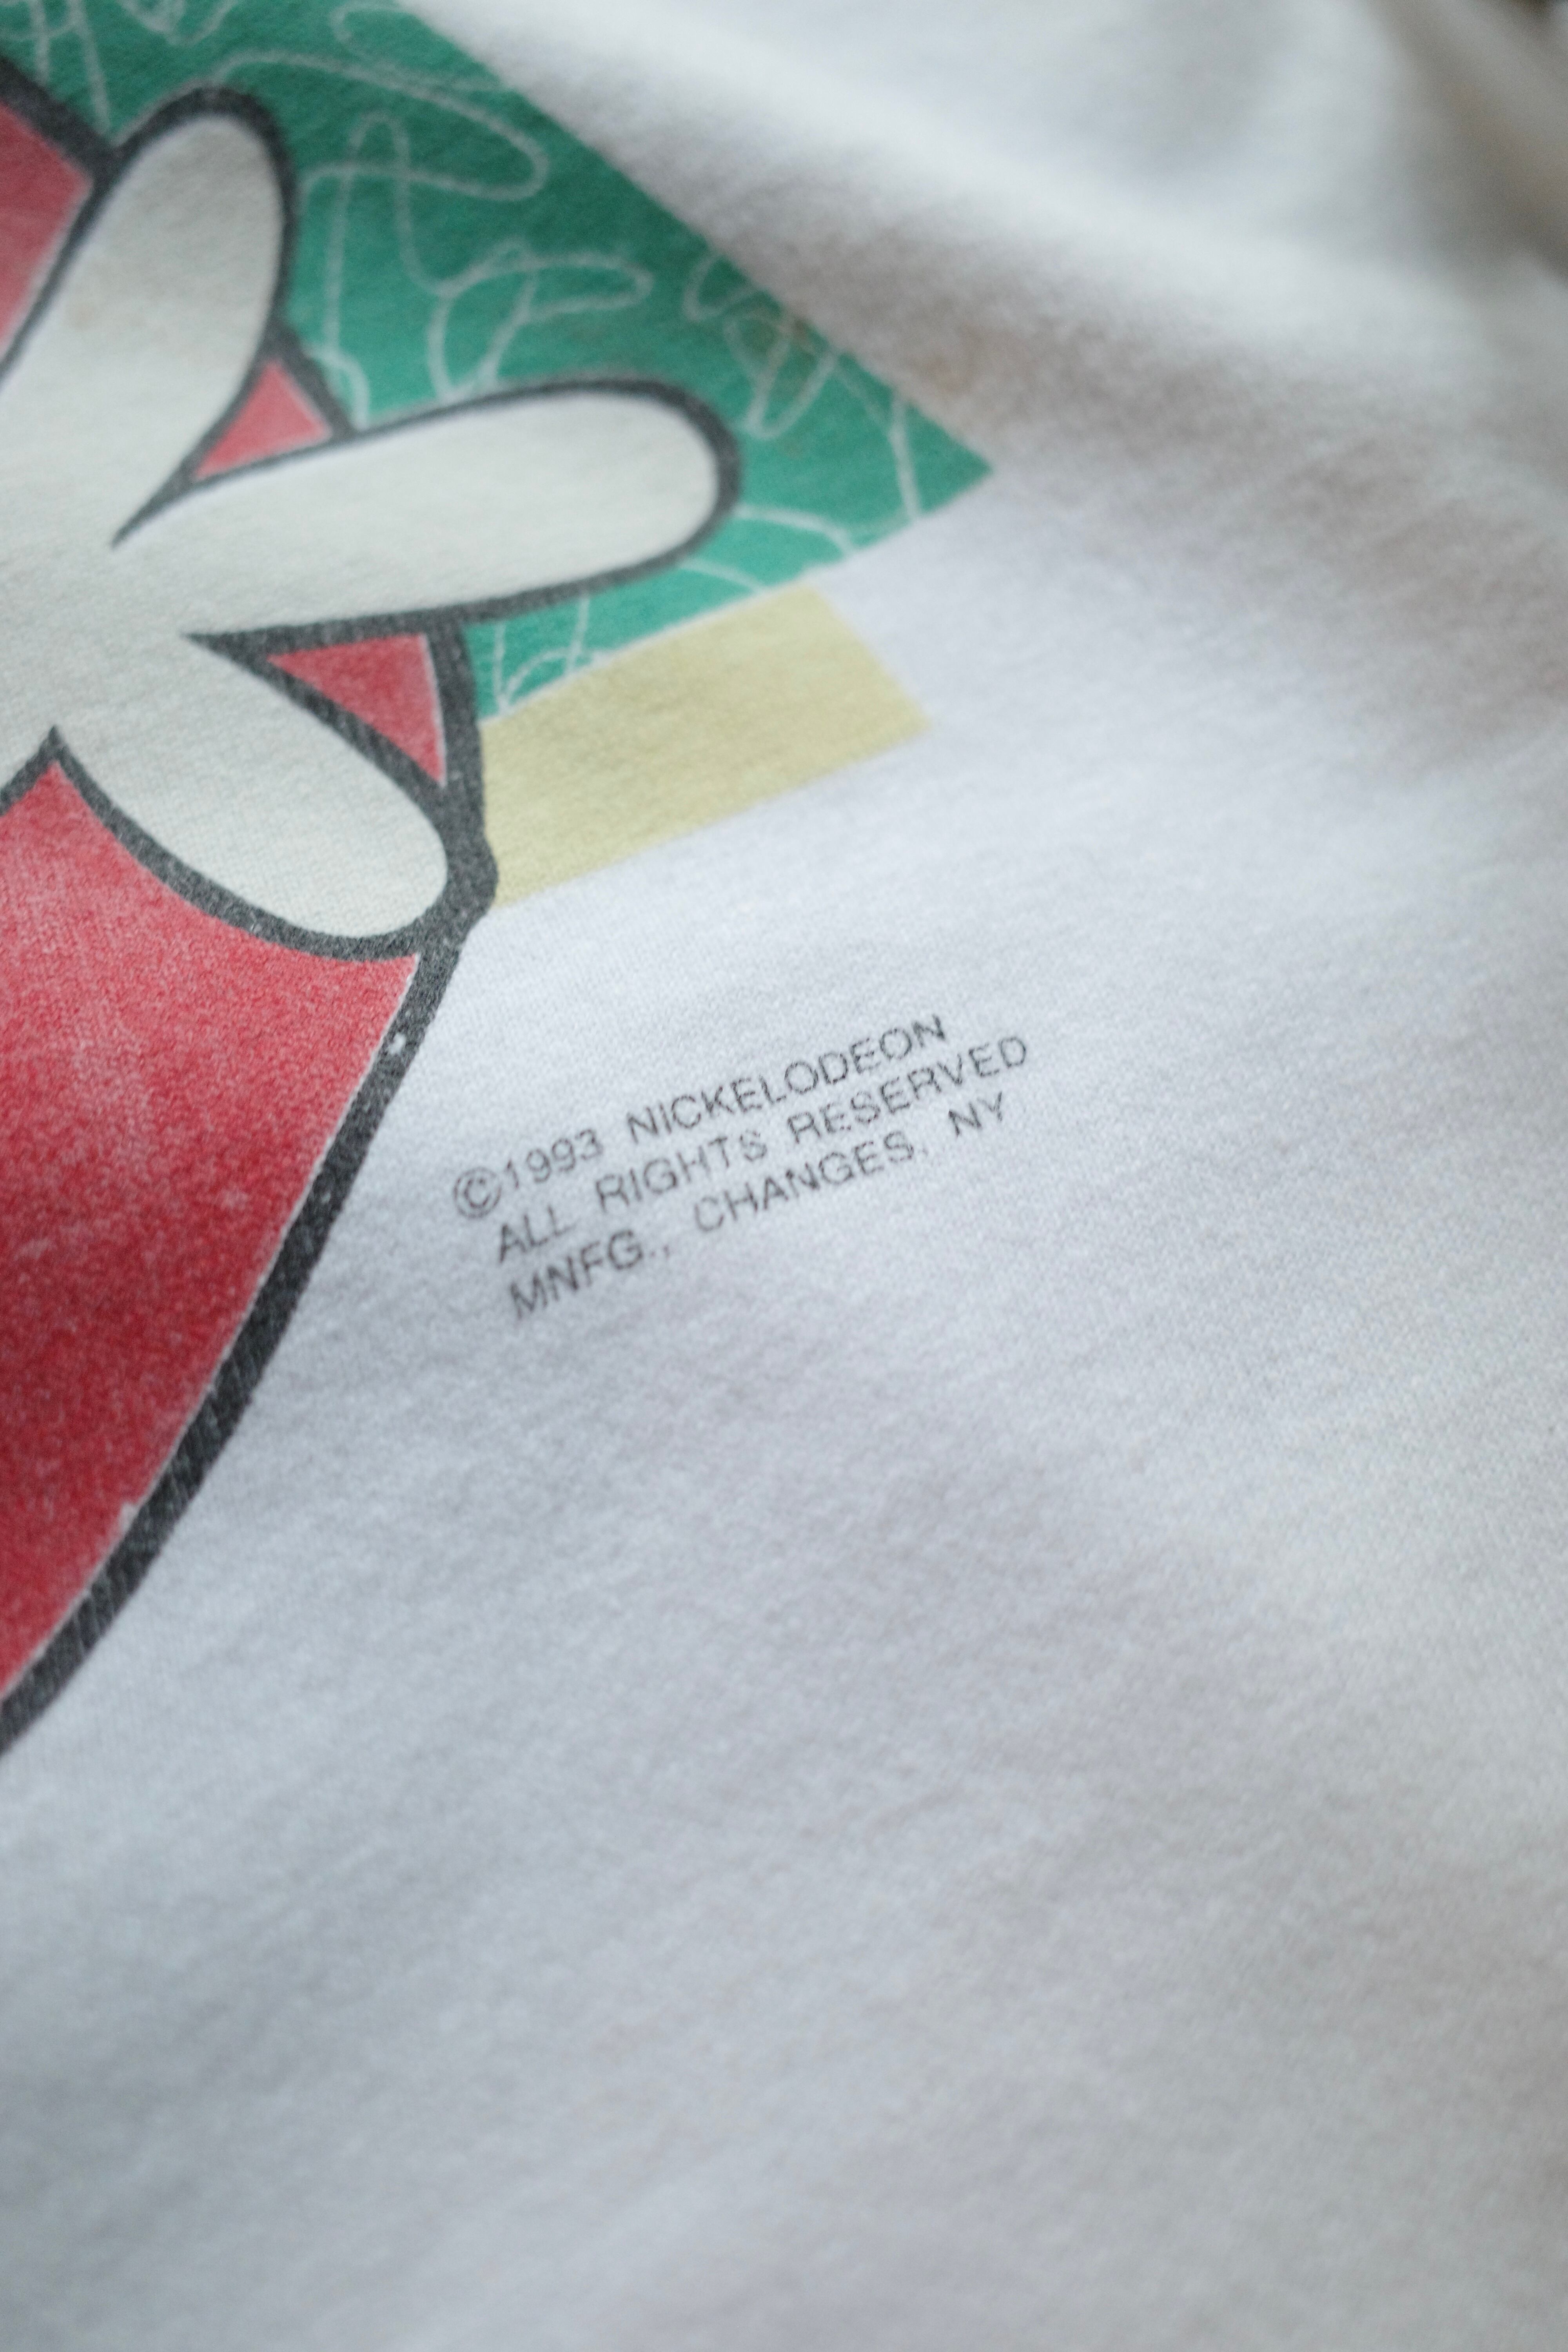 ©1993 NICKELODEON
ALL RIGHTS RESERVED
MNFG., CHANGES, NY